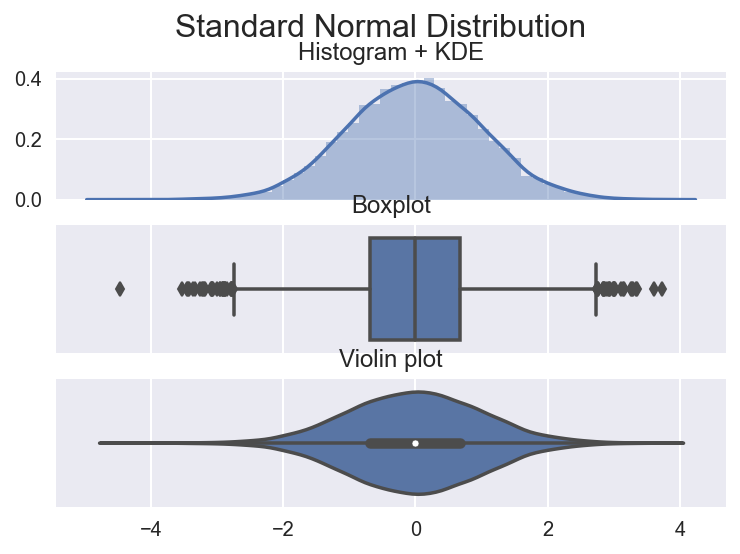 Standard Normal Distribution
Histogram + KDE
0.4
0.2
0.0
Boxplot
Violin plot
−4 −2 0 2 4